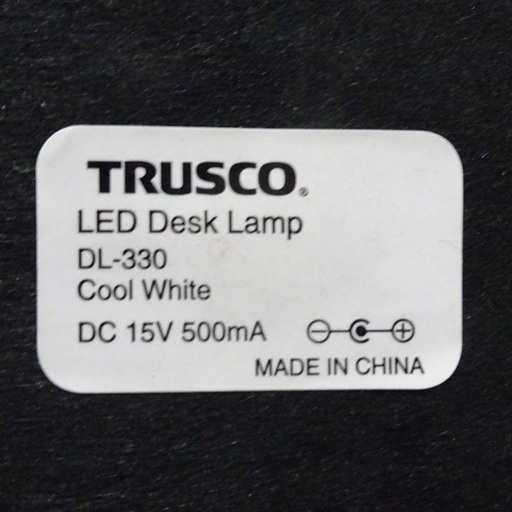 TRUSCO®
LED Desk Lamp
DL-330
Cool White
DC 15V 500mA
MADE IN CHINA